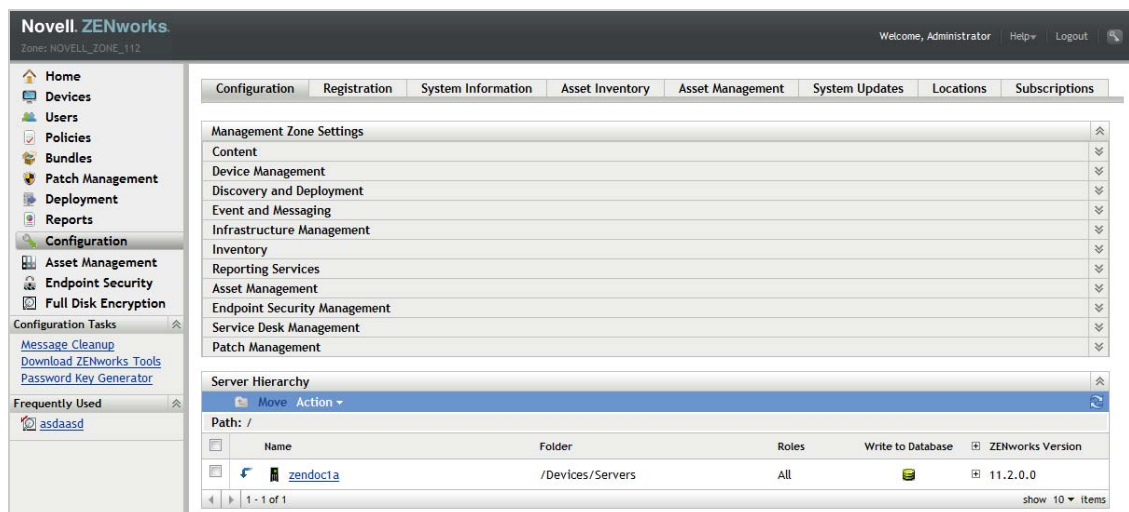 Novell. ZENworks.
Zone: NOVELL_ZONE_112
Welcome, Administrator Help Logout
Home
Devices
Users
Policies
Bundles
Patch Management
Deployment
Reports
Configuration
Asset Management
Endpoint Security
Full Disk Encryption
Configuration Tasks
Message Cleanup
Download ZENworks Tools
Password Key Generator
Frequently Used
asdaasd
Configuration Registration System Information Asset Inventory Asset Management System Updates Locations Subscriptions
Management Zone Settings
Content
Device Management
Discovery and Deployment
Event and Messaging
Infrastructure Management
Inventory
Reporting Services
Asset Management
Endpoint Security Management
Service Desk Management
Patch Management
Server Hierarchy
Move Action
Path: /
Name Folder Roles Write to Database ZENworks Version
zendoc1a /Devices/Servers All 11.2.0.0
1 - 1 of 1 show 10 items